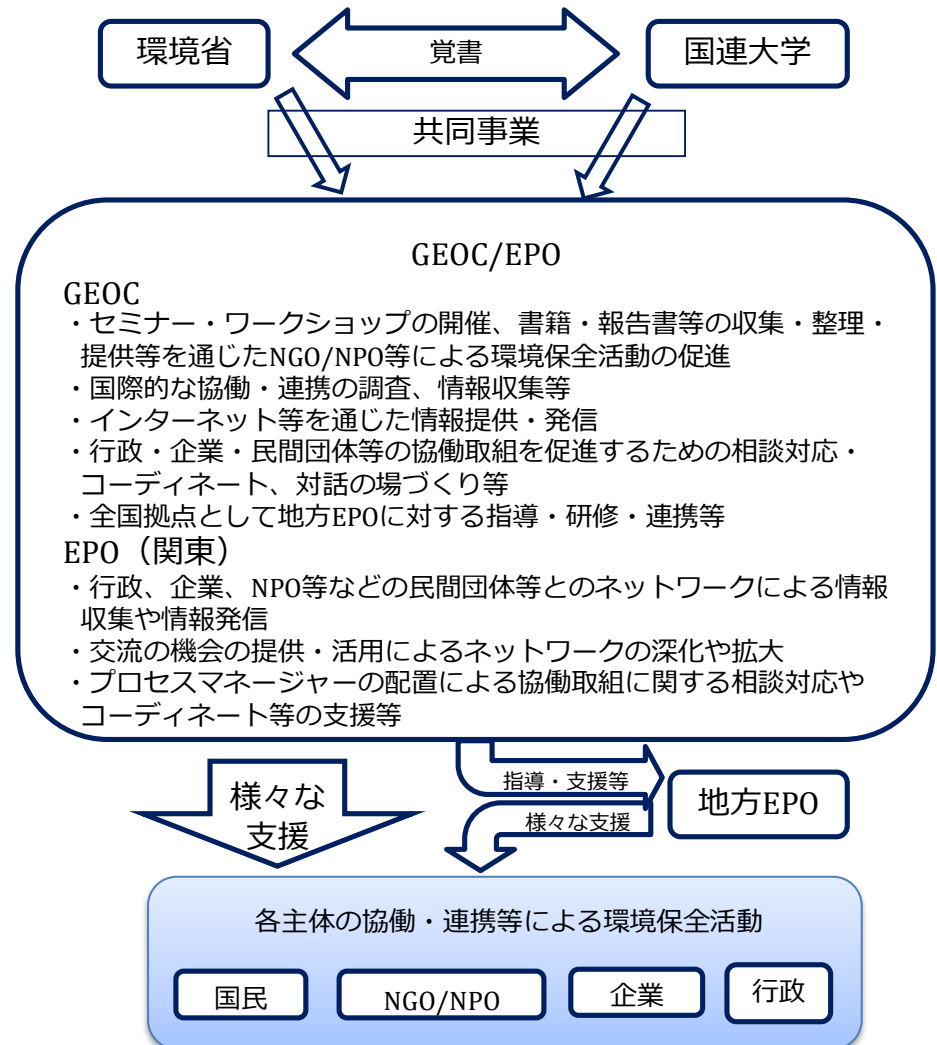 環境省
覚書
国連大学
共同事業
GEOC/EPO
GEOC
・セミナー・ワークショップの開催、書籍・報告書等の収集・整理・
提供等を通じたNGO/NPO等による環境保全活動の促進
・国際的な協働・連携の調査、情報収集等
・インターネット等を通じた情報提供・発信
・行政・企業・民間団体等の協働取組を促進するための相談対応・
コーディネート、対話の場づくり等
・全国拠点として地方EPOに対する指導・研修・連携等
EPO（関東）
・行政、企業、NPO等などの民間団体等とのネットワークによる情報
収集や情報発信
・交流の機会の提供・活用によるネットワークの深化や拡大
・プロセスマネージャーの配置による協働取組に関する相談対応や
コーディネート等の支援等
様々な
支援
指導・支援等
様々な支援
地方EPO
各主体の協働・連携等による環境保全活動
国民
NGO/NPO
企業
行政